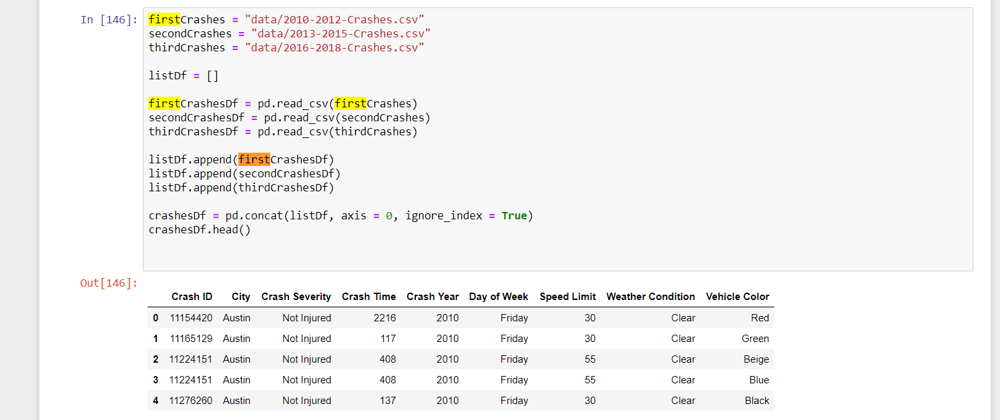 In [146]:
firstCrashes = "data/2010-2012-Crashes.csv"
secondCrashes = "data/2013-2015-Crashes.csv"
thirdCrashes = "data/2016-2018-Crashes.csv"
listDf = []
firstCrashesDf = pd.read_csv(firstCrashes)
secondCrashesDf = pd.read_csv(secondCrashes)
thirdCrashesDf = pd.read_csv(thirdCrashes)
listDf.append(firstCrashesDf)
listDf.append(secondCrashesDf)
listDf.append(thirdCrashesDf)
crashesDf = pd.concat(listDf, axis = 0, ignore_index = True)
crashesDf.head()
Out[146]:
Crash ID City Crash Severity Crash Time Crash Year Day of Week Speed Limit Weather Condition Vehicle Color
0 11154420 Austin Not Injured 2216 2010 Friday 30 Clear Red
1 11165129 Austin Not Injured 117 2010 Friday 30 Clear Green
2 11224151 Austin Not Injured 408 2010 Friday 55 Clear Beige
3 11224151 Austin Not Injured 408 2010 Friday 55 Clear Blue
4 11276260 Austin Not Injured 137 2010 Friday 30 Clear Black